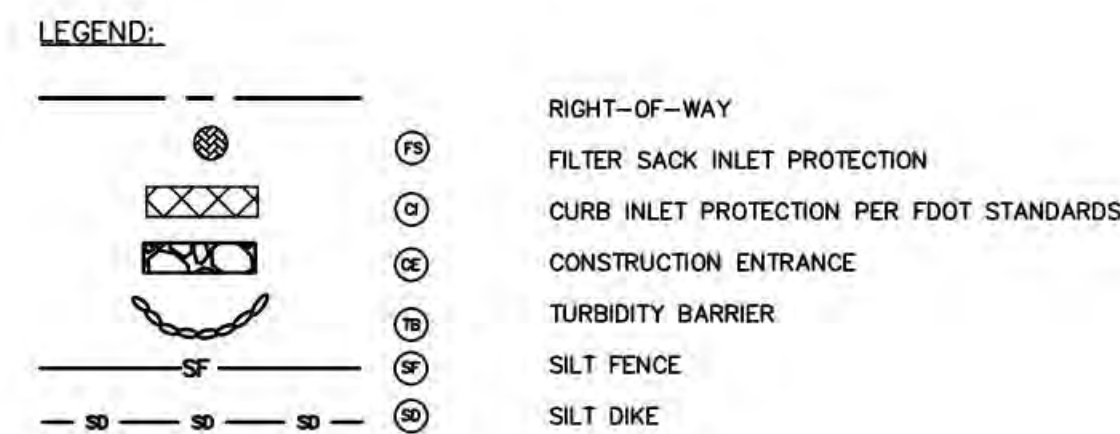 LEGEND:
RIGHT-OF-WAY
FS FILTER SACK INLET PROTECTION
CI CURB INLET PROTECTION PER FDOT STANDARDS
CE CONSTRUCTION ENTRANCE
TB TURBIDITY BARRIER
SF SF SILT FENCE
SD SD SD SD SILT DIKE